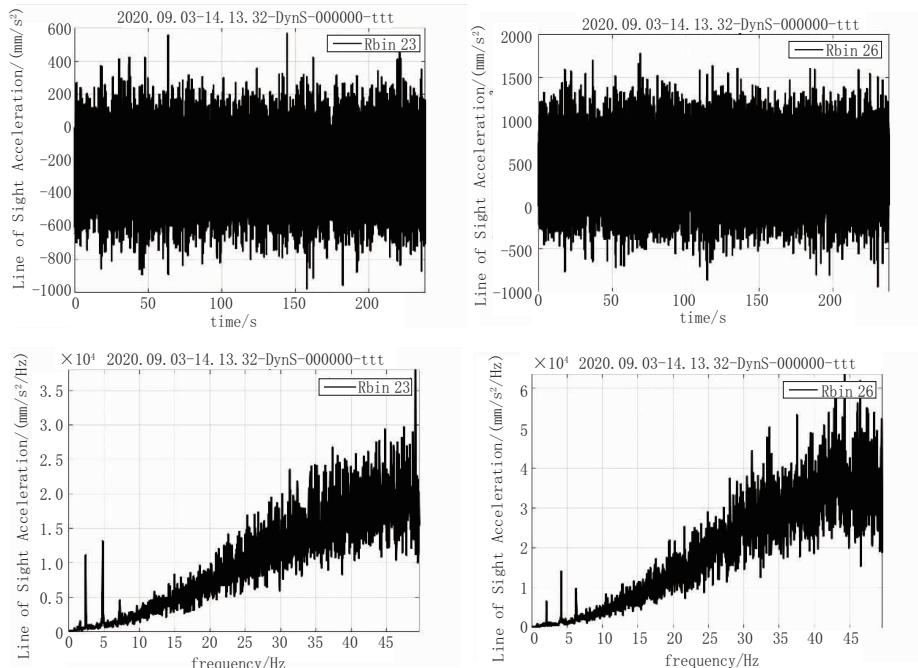 2020.09.03-14.13.32-DynS-000000-ttt
Line of Sight Acceleration/(mm/s²)
Rbin 23
600
400
200
0
-200
-400
-600
-800
-1000
0 50 100 150 200
time/s
2020.09.03-14.13.32-DynS-000000-ttt
Line of Sight Acceleration/(mm/s²)
Rbin 26
2000
1500
1000
500
0
-500
-1000
0 50 100 150 200
time/s
×10⁴ 2020.09.03-14.13.32-DynS-000000-ttt
Line of Sight Acceleration/(mm/s²/Hz)
Rbin 23
3.5
3.0
2.5
2.0
1.5
1.0
0.5
0
0 5 10 15 20 25 30 35 40 45
frequency/Hz
×10⁴ 2020.09.03-14.13.32-DynS-000000-ttt
Line of Sight Acceleration/(mm/s²/Hz)
Rbin 26
6
5
4
3
2
1
0
0 5 10 15 20 25 30 35 40 45
frequency/Hz